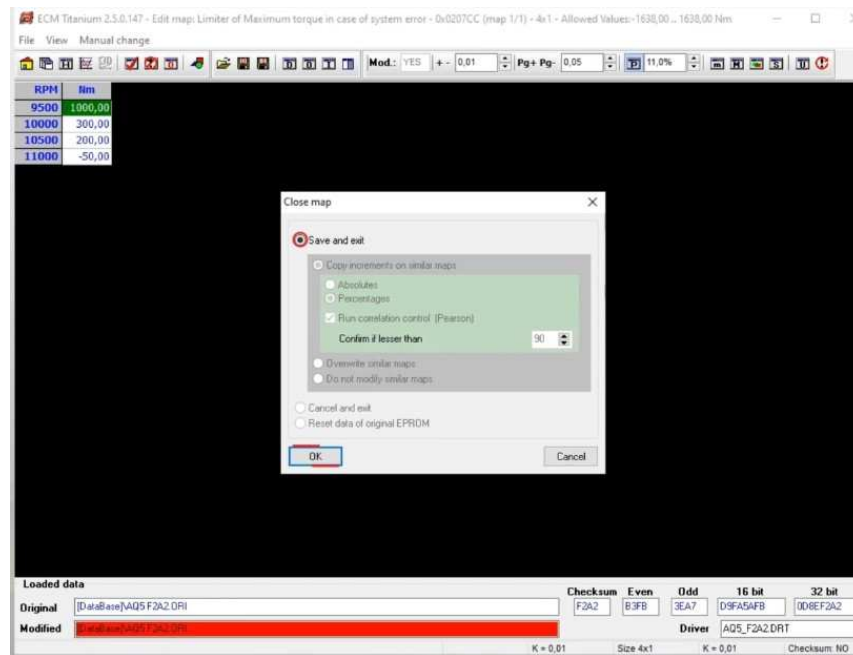 ECM Titanium 2.5.0.147 - Edit map: Limiter of Maximum torque in case of system error - 0x0207CC (map 1/1) - 4x1 - Allowed Values:-1638,00 .. 1638,00 Nm
File View Manual change
Mod.: YES + - 0,01 Pg+ Pg- 0,05 P 11,0%
RPM Nm
9500 1000,00
10000 300,00
10500 200,00
11000 -50,00
Close map
Save and exit
Copy increments on similar maps
Absolutes
Percentages
Run correlation control (Pearson)
Confirm if lesser than 90
Overwrite similar maps
Do not modify similar maps
Cancel and exit
Reset data of original EPROM
OK Cancel
Loaded data
Checksum Even Odd 16 bit 32 bit
Original [DataBase]\AQ5 F2A2.ORI F2A2 B3FB 3EA7 D9FA5AFB 0D8EF2A2
Modified [DataBase]\AQ5 F2A2.ORI Driver AQ5_F2A2.DRT
K = 0,01 Size 4x1 K = 0,01 Checksum: NO